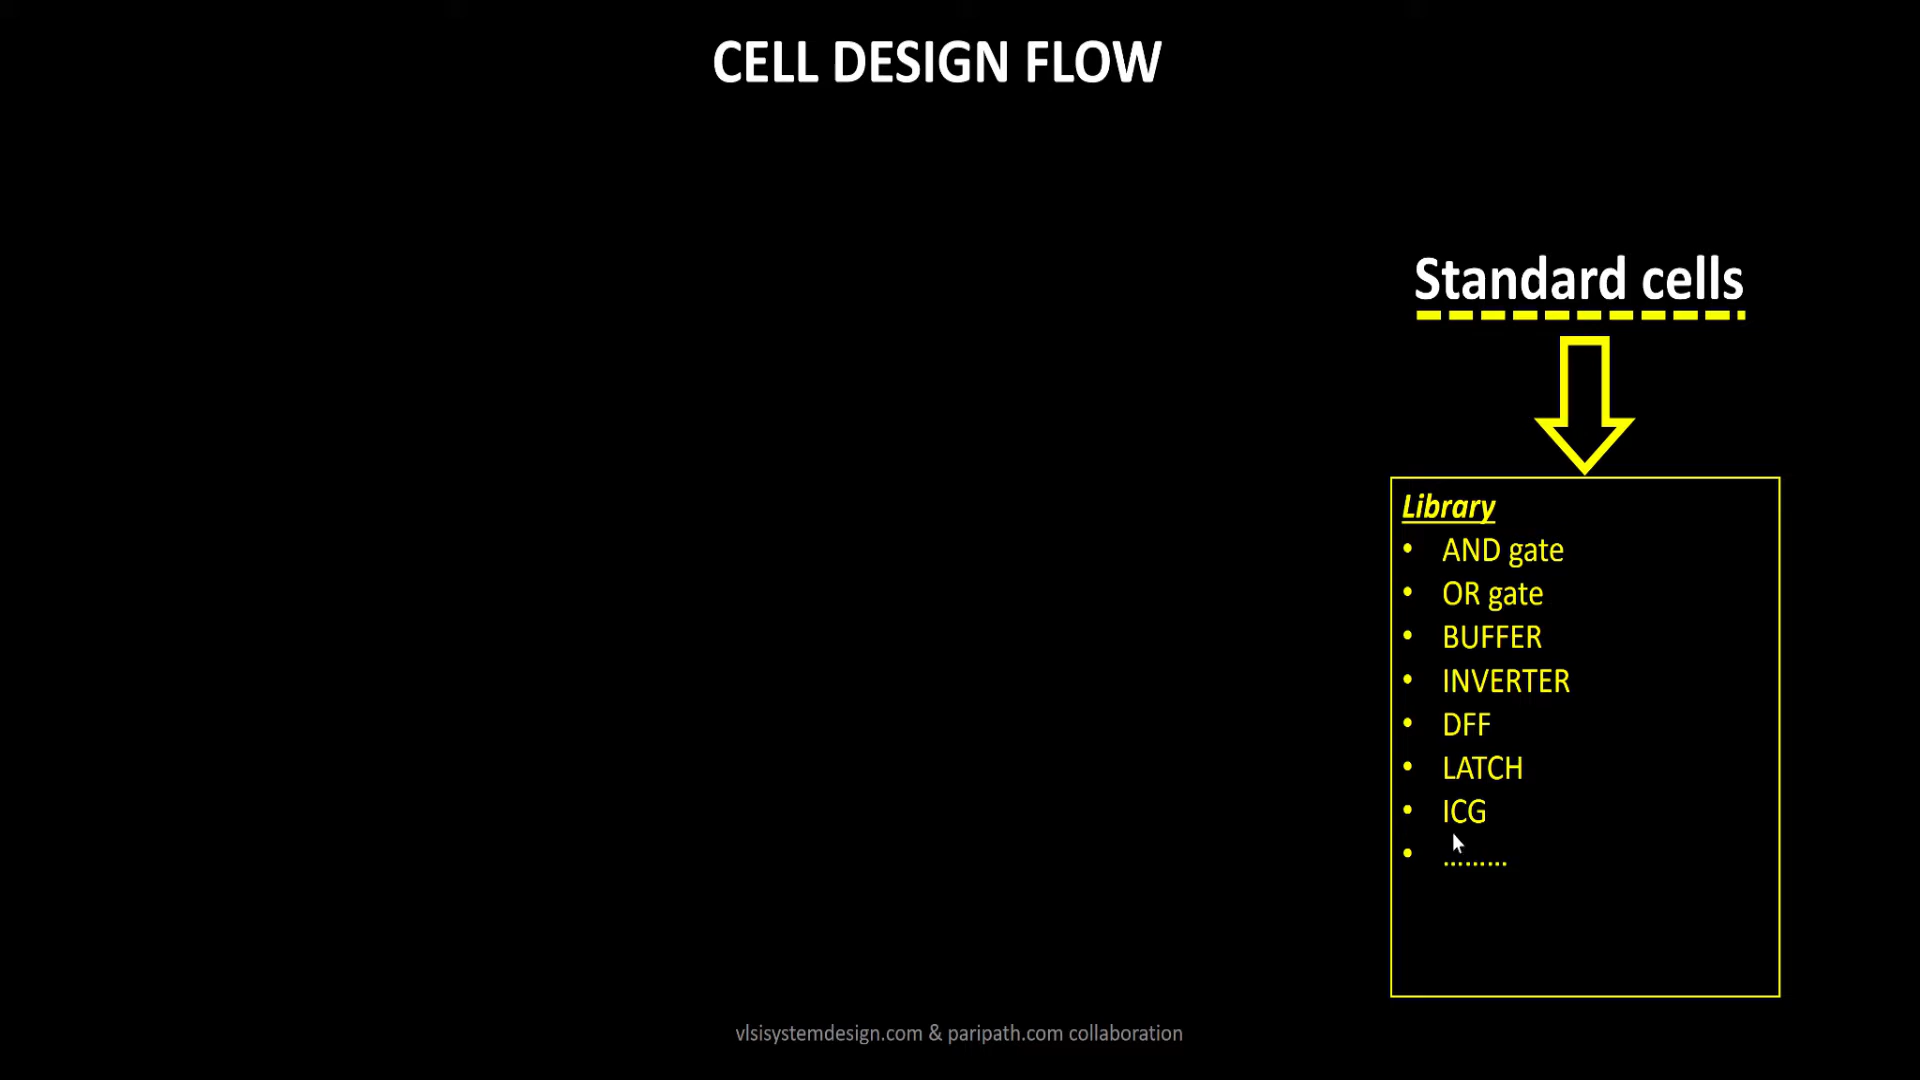 CELL DESIGN FLOW
Standard cells
Library
• AND gate
• OR gate
• BUFFER
• INVERTER
• DFF
• LATCH
• ICG
• .........
vlsisystemdesign.com & paripath.com collaboration